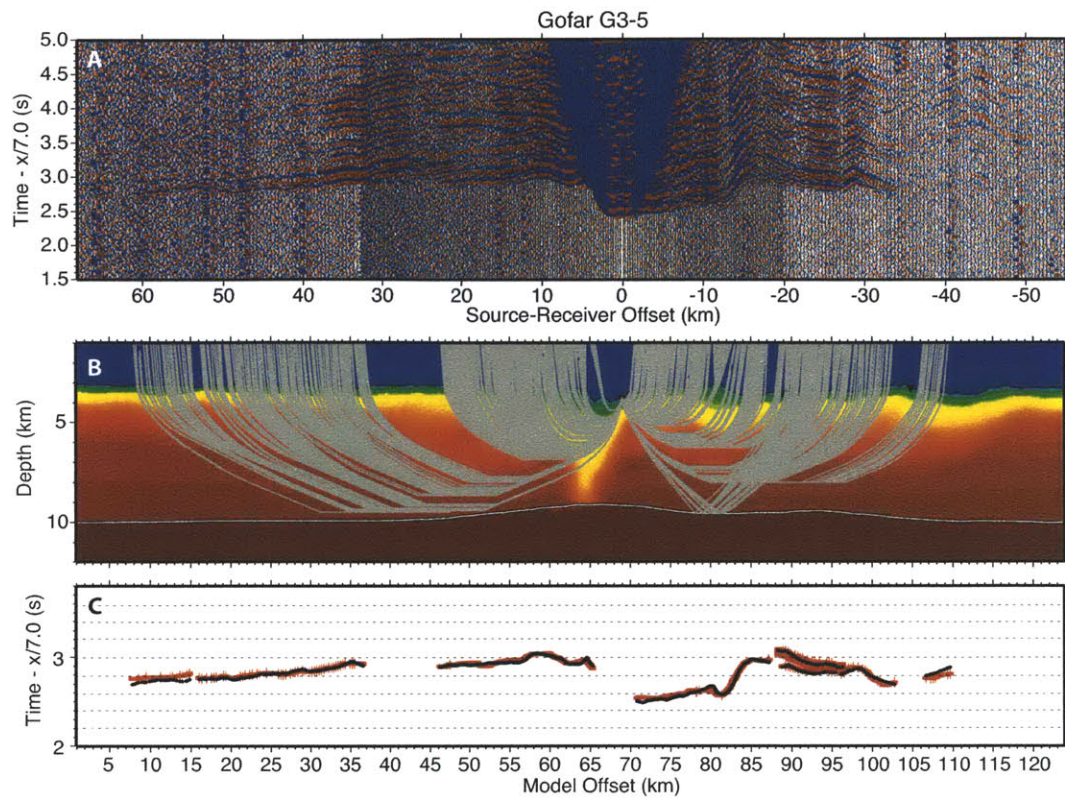 Gofar G3-5
A
Time - x/7.0 (s)
5.0
4.5
4.0
3.5
3.0
2.5
2.0
1.5
60 50 40 30 20 10 0 -10 -20 -30 -40 -50
Source-Receiver Offset (km)
B
Depth (km)
5
10
C
Time - x/7.0 (s)
3
2
5 10 15 20 25 30 35 40 45 50 55 60 65 70 75 80 85 90 95 100 105 110 115 120
Model Offset (km)